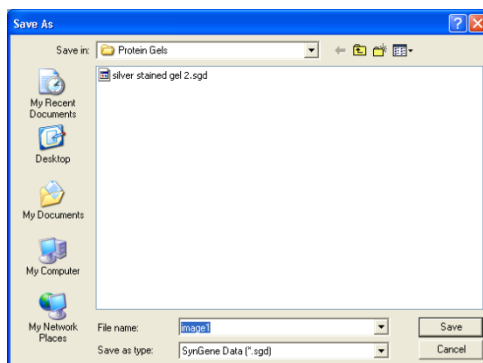 Save As
Save in: Protein Gels
silver stained gel 2.sgd
My Recent
Documents
Desktop
My Documents
My Computer
My Network
Places
File name: image1
Save
Save as type: SynGene Data (*.sgd)
Cancel